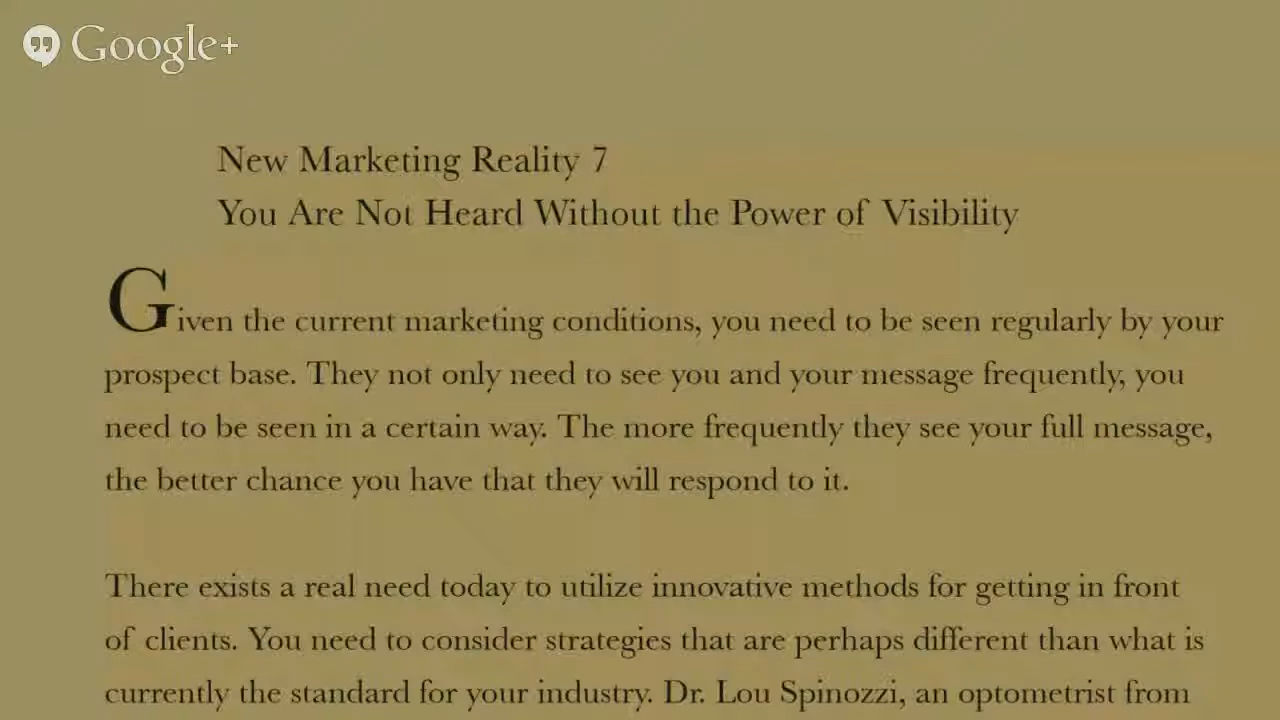 Google+
New Marketing Reality 7
You Are Not Heard Without the Power of Visibility
Given the current marketing conditions, you need to be seen regularly by your
prospect base. They not only need to see you and your message frequently, you
need to be seen in a certain way. The more frequently they see your full message,
the better chance you have that they will respond to it.
There exists a real need today to utilize innovative methods for getting in front
of clients. You need to consider strategies that are perhaps different than what is
currently the standard for your industry. Dr. Lou Spinozzi, an optometrist from